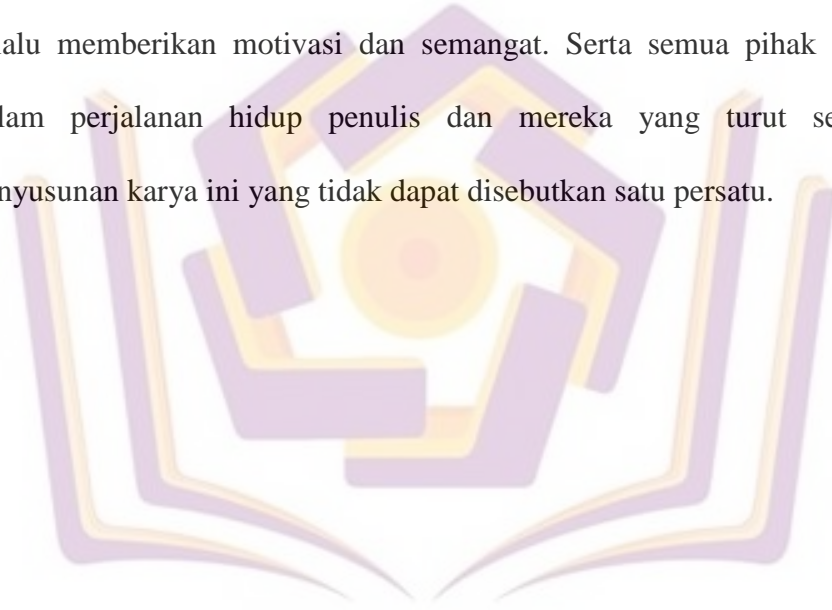 lalu memberikan motivasi dan semangat. Serta semua pihak
lam perjalanan hidup penulis dan mereka yang turut se
nyusunan karya ini yang tidak dapat disebutkan satu persatu.